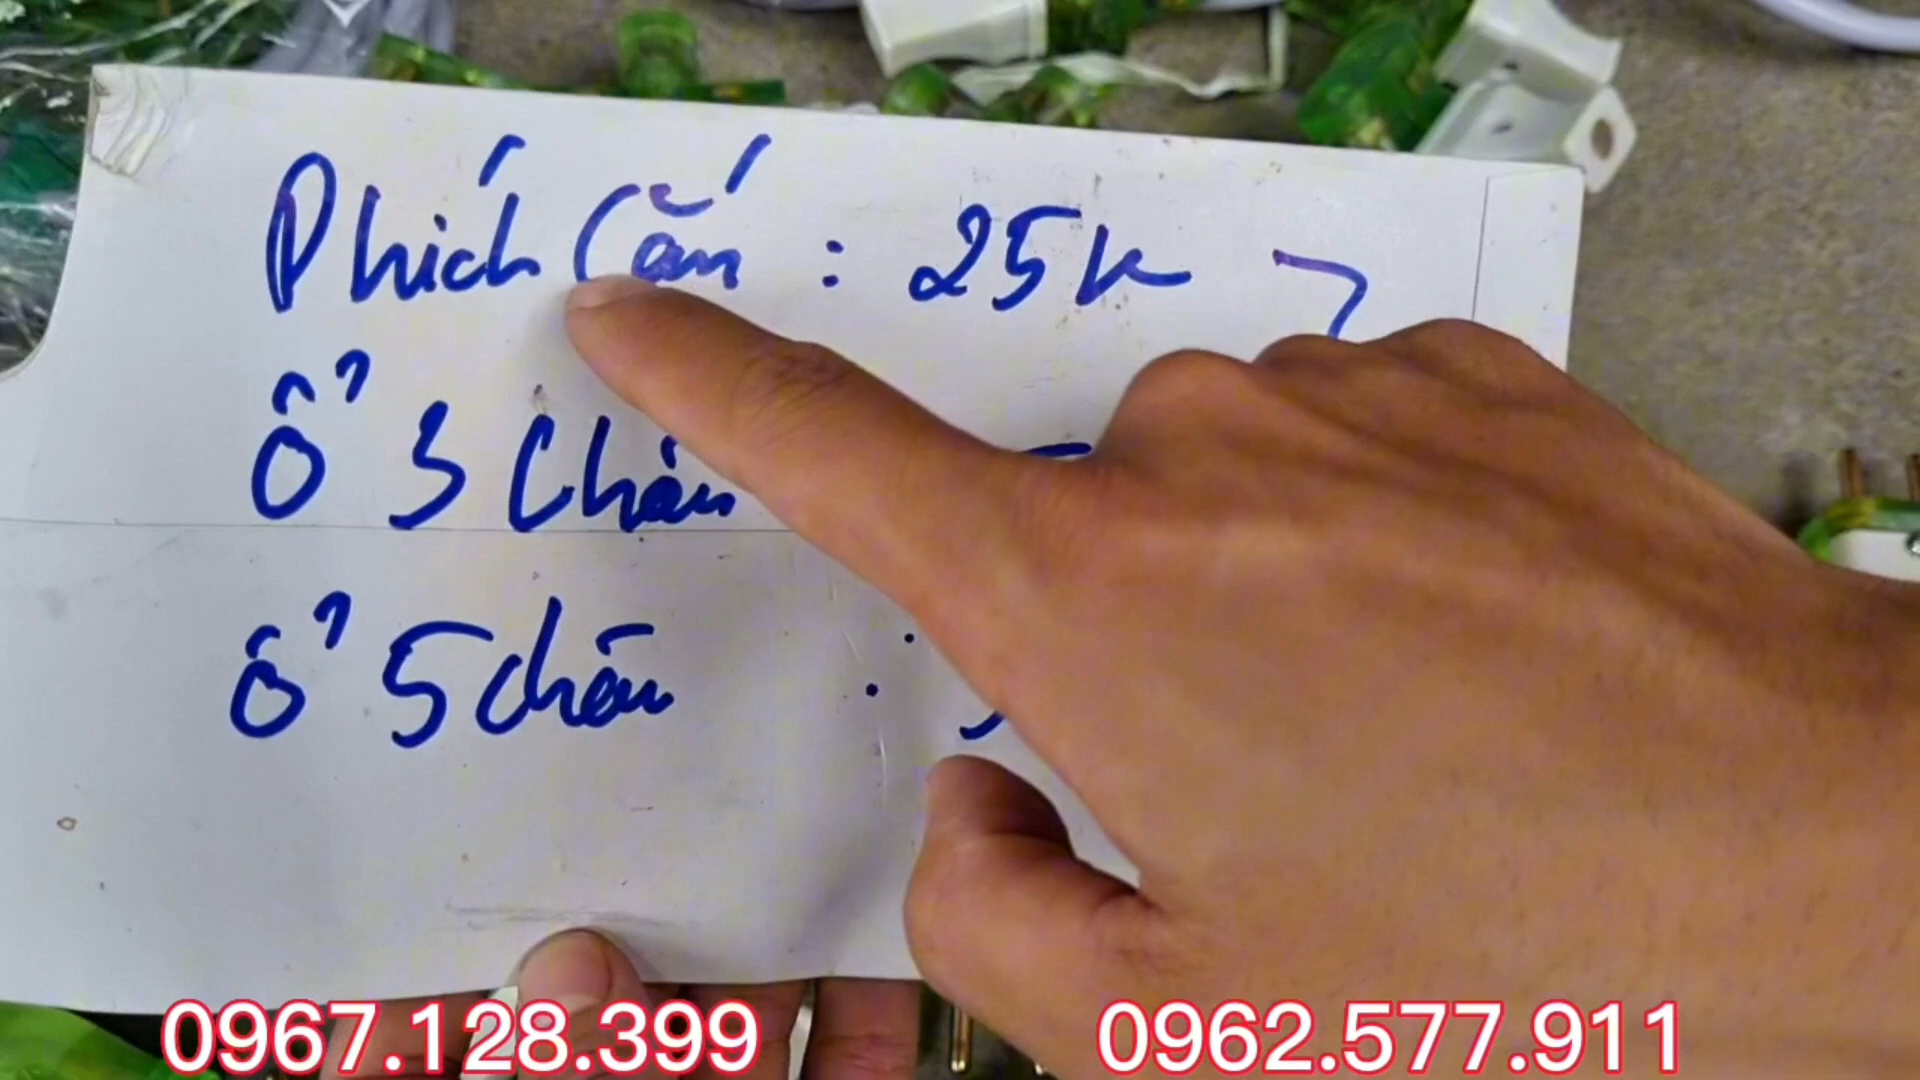 Phích Cắm : 25k
Ổ 3 Chân
Ổ 5 chân :
0967.128.399
0962.577.911